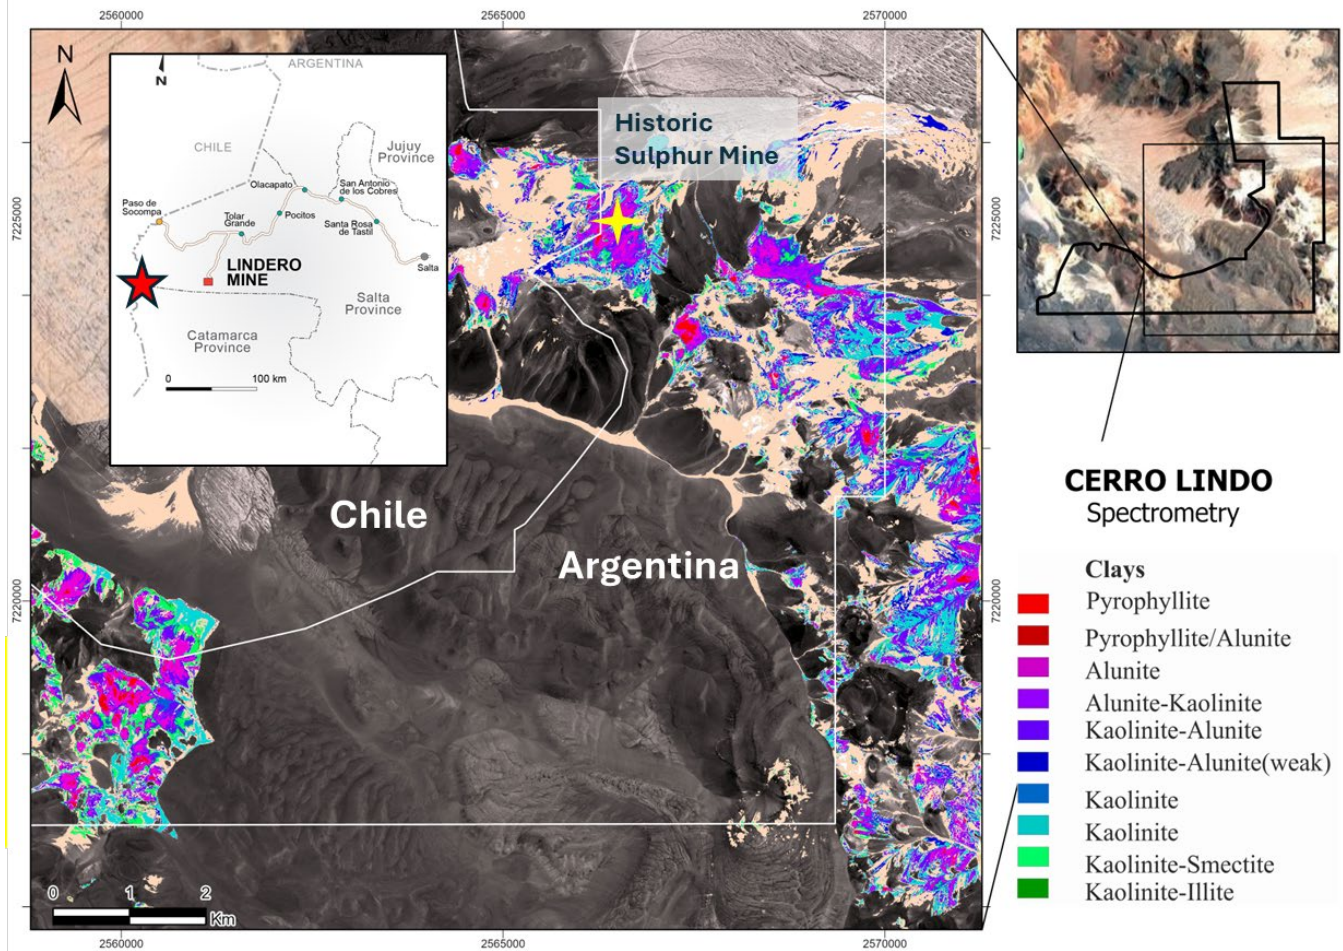 2560000
2565000
2570000
N
N
ARGENTINA
CHILE
Jujuy
Province
Olacapato
San Antonio
de los Cobres
Paso de
Socompa
Tolar
Grande
Pocitos
Santa Rosa
de Tastil
LINDERO
MINE
Salta
Salta
Province
Catamarca
Province
0
100 km
Historic
Sulphur Mine
7225000
7225000
Chile
Argentina
7220000
7220000
0
1
2
Km
2560000
2565000
2570000
CERRO LINDO
Spectrometry
Clays
Pyrophyllite
Pyrophyllite/Alunite
Alunite
Alunite-Kaolinite
Kaolinite-Alunite
Kaolinite-Alunite(weak)
Kaolinite
Kaolinite
Kaolinite-Smectite
Kaolinite-Illite